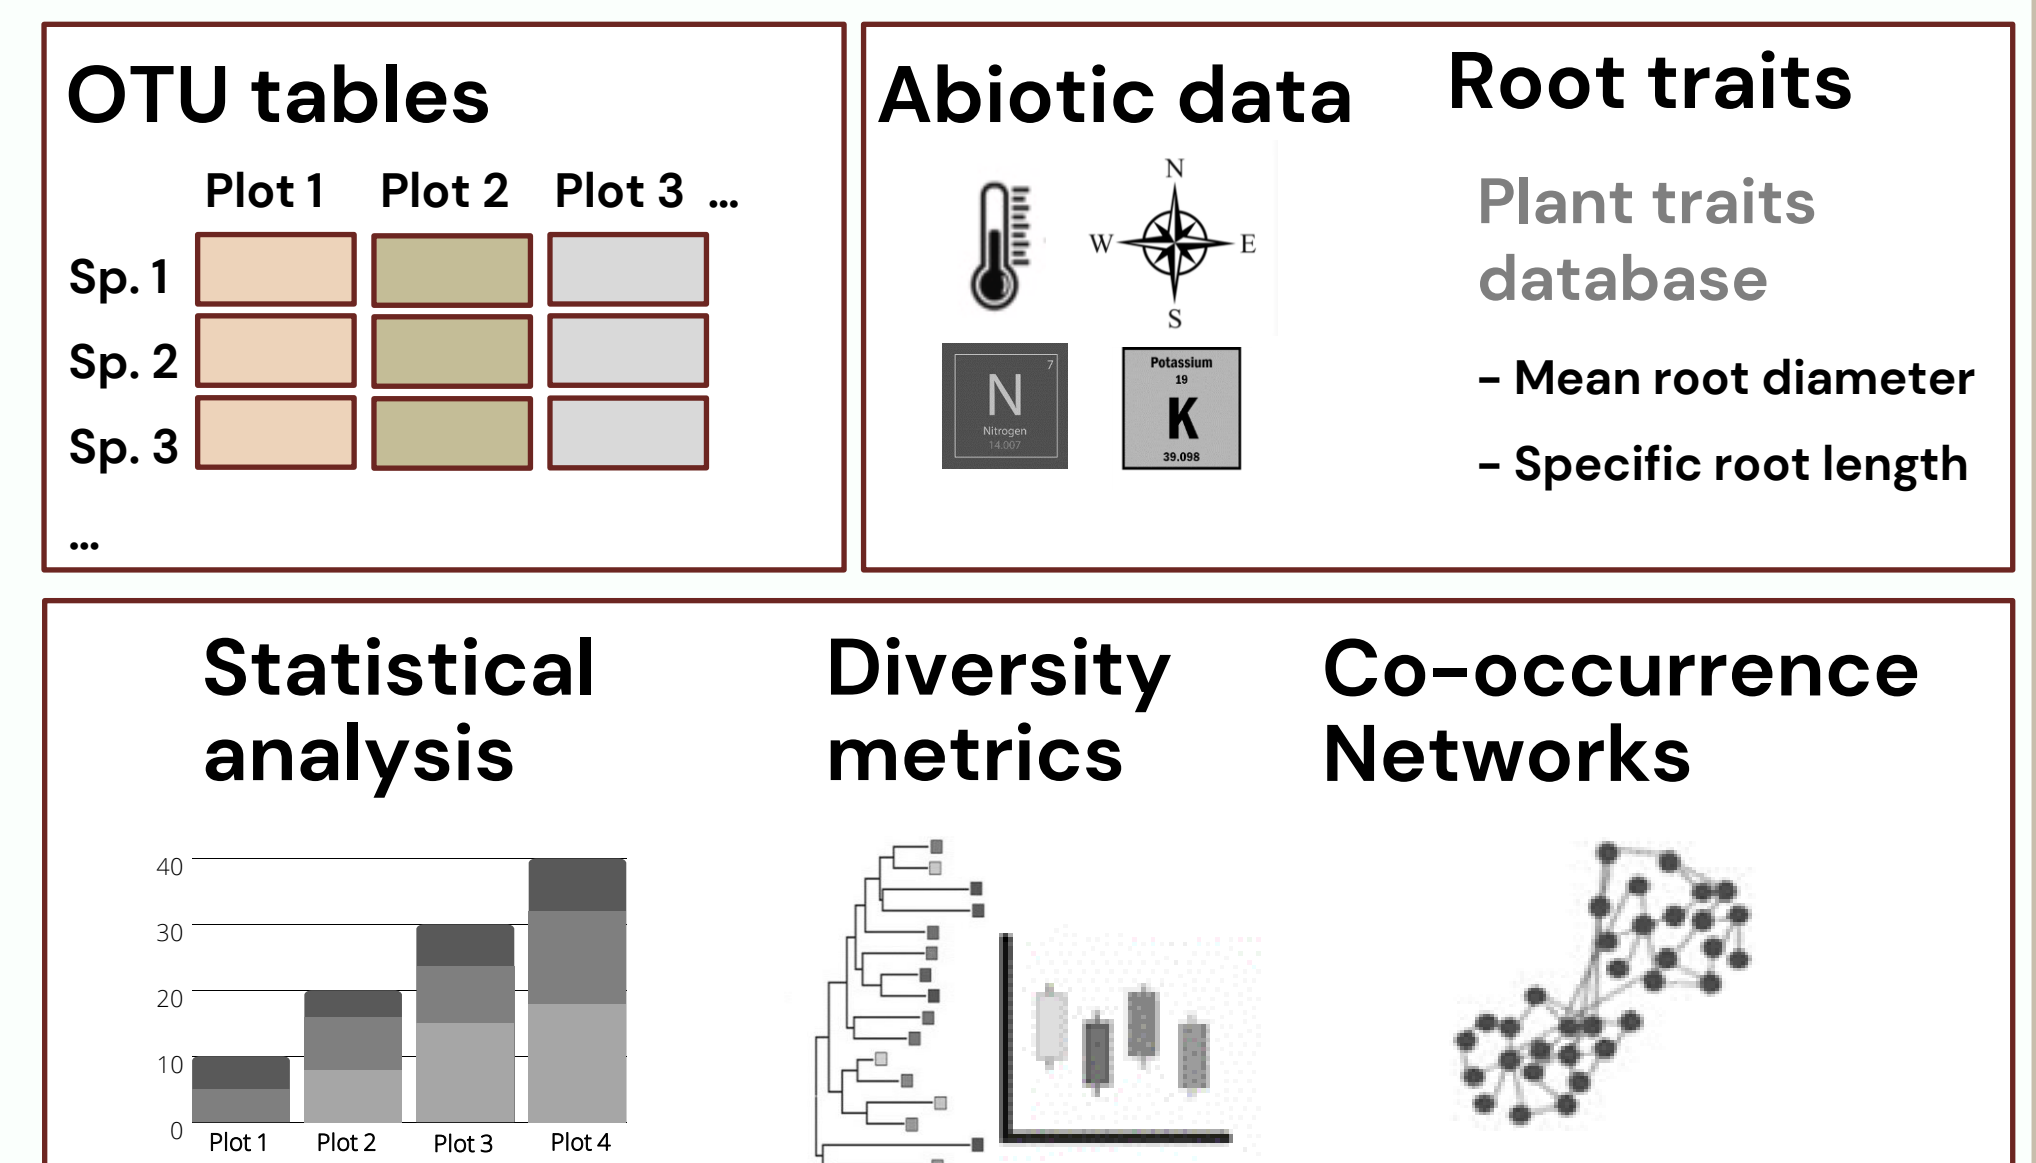 OTU tables
Plot 1 Plot 2 Plot 3 ...
Sp. 1
Sp. 2
Sp. 3
...
Abiotic data
N
W E
S
7
N
Nitrogen
14.007
Potassium
19
K
39.098
Root traits
Plant traits
database
- Mean root diameter
- Specific root length
Statistical
analysis
40
30
20
10
0
Plot 1 Plot 2 Plot 3 Plot 4
Diversity
metrics
Co-occurrence
Networks